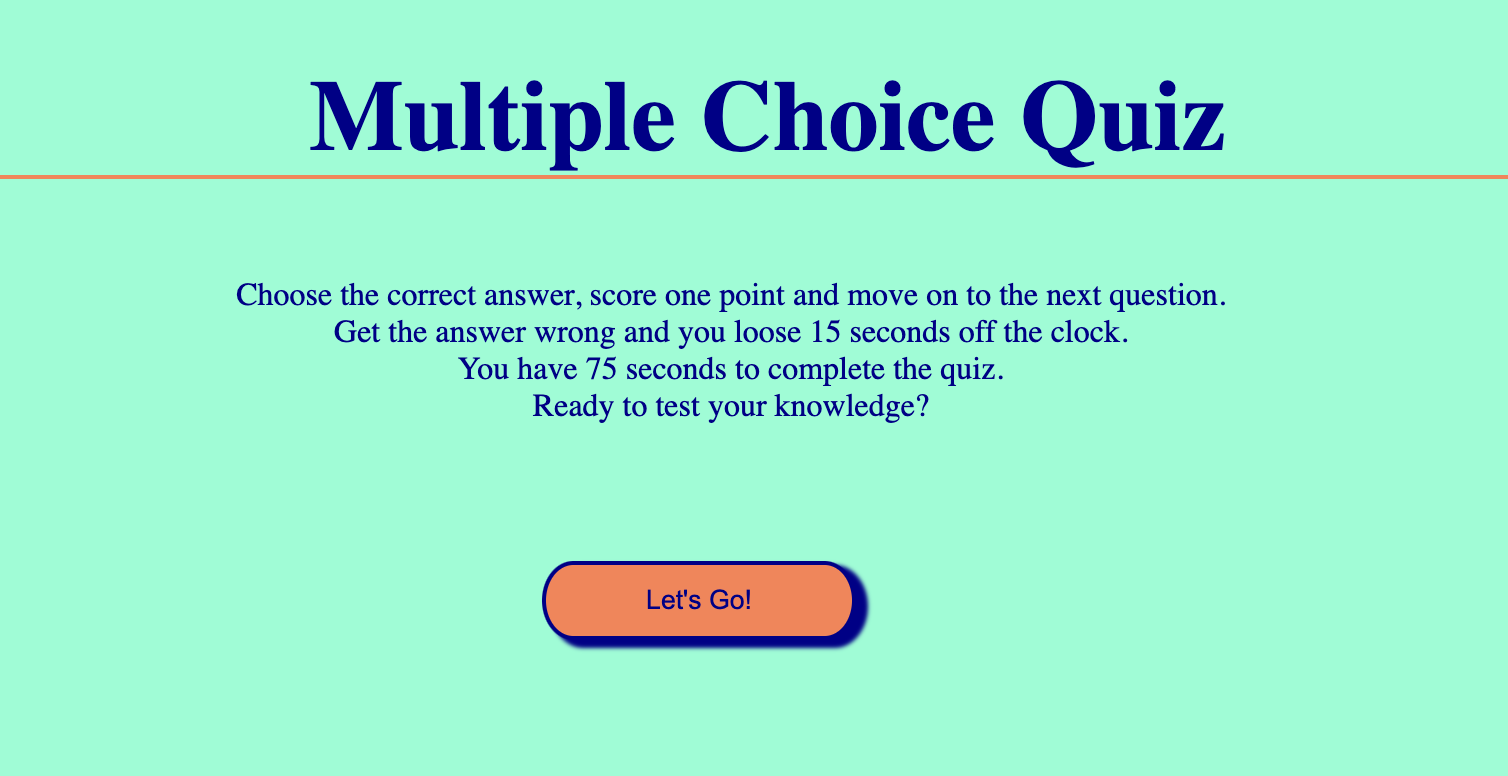 Multiple Choice Quiz
Choose the correct answer, score one point and move on to the next question.
Get the answer wrong and you loose 15 seconds off the clock.
You have 75 seconds to complete the quiz.
Ready to test your knowledge?
Let's Go!